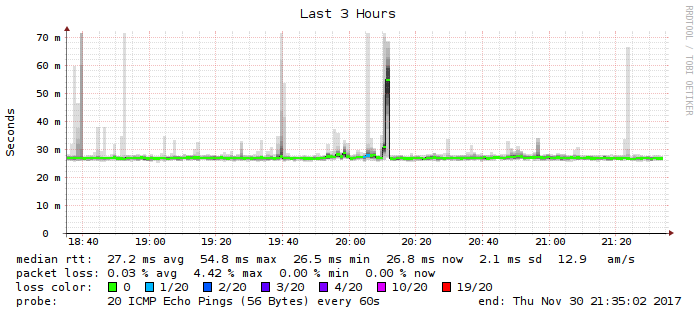 Last 3 Hours
RRDTOOL / TOBI OETIKER
Seconds
70 m
60 m
50 m
40 m
30 m
20 m
10 m
0
18:40 19:00 19:20 19:40 20:00 20:20 20:40 21:00 21:20
median rtt: 27.2 ms avg 54.8 ms max 26.5 ms min 26.8 ms now 2.1 ms sd 12.9 am/s
packet loss: 0.03 % avg 4.42 % max 0.00 % min 0.00 % now
loss color: 0 1/20 2/20 3/20 4/20 10/20 19/20
probe: 20 ICMP Echo Pings (56 Bytes) every 60s end: Thu Nov 30 21:35:02 2017